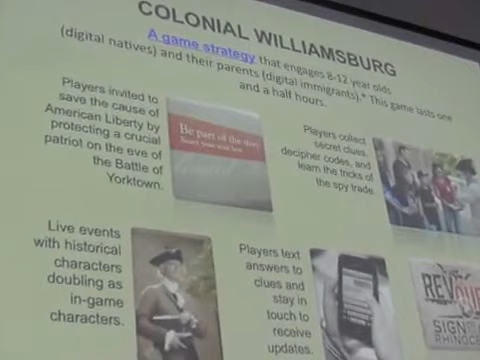 COLONIAL WILLIAMSBURG
A game strategy that engages 8-12 year olds
(digital natives) and their parents (digital immigrants).* This game lasts one
and a half hours.
Players invited to
save the cause of
American Liberty by
protecting a crucial
patriot on the eve of
the Battle of
Yorktown.
Be part of the story
Players collect
secret clues,
decipher codes, and
learn the tricks of
the spy trade.
Live events
with historical
characters
doubling as
in-game
characters.
Players text
answers to
clues and
stay in
touch to
receive
updates.
SIGN